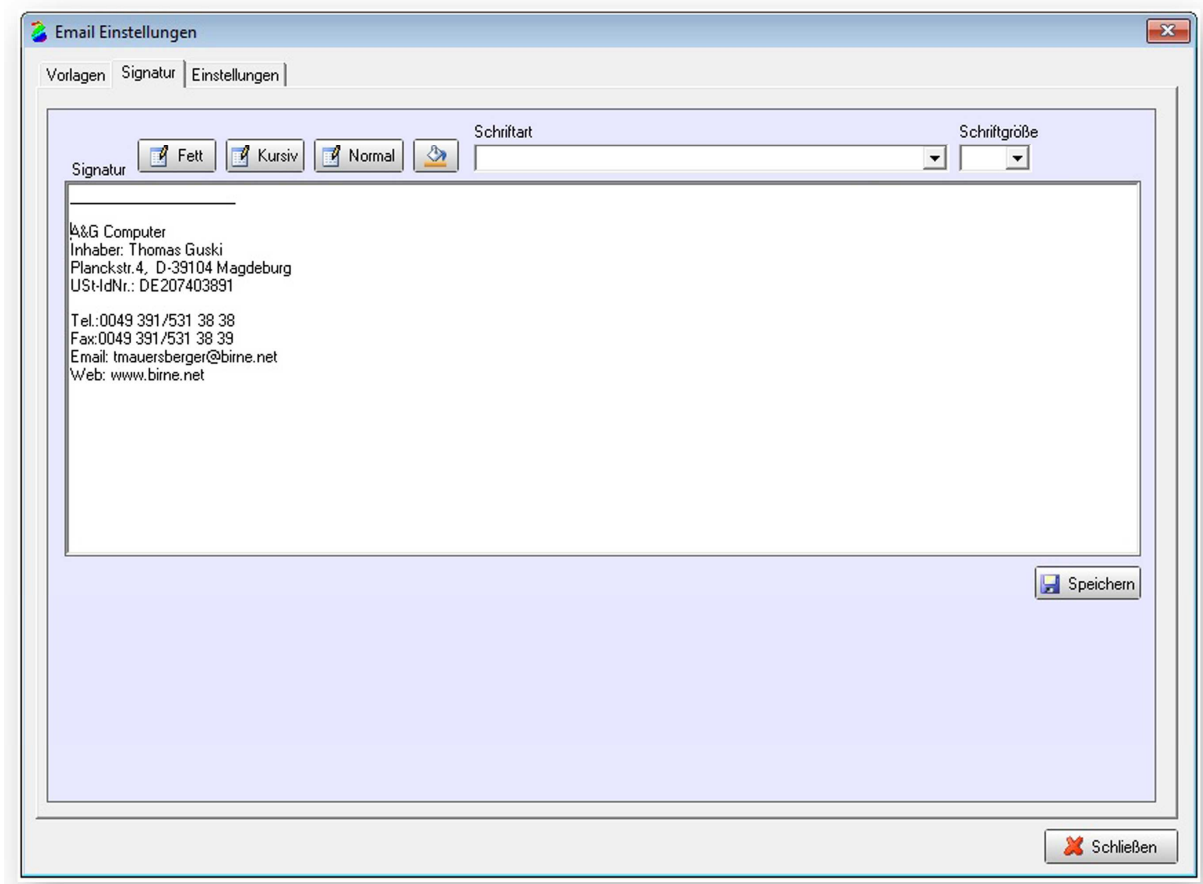 Email Einstellungen
Vorlagen Signatur Einstellungen
Schriftart Schriftgröße
Signatur Fett Kursiv Normal
A&G Computer
Inhaber: Thomas Guski
Planckstr.4, D-39104 Magdeburg
USt-IdNr.: DE207403891
Tel.:0049 391/531 38 38
Fax:0049 391/531 38 39
Email: tmauersberger@birne.net
Web: www.birne.net
Speichern
Schließen